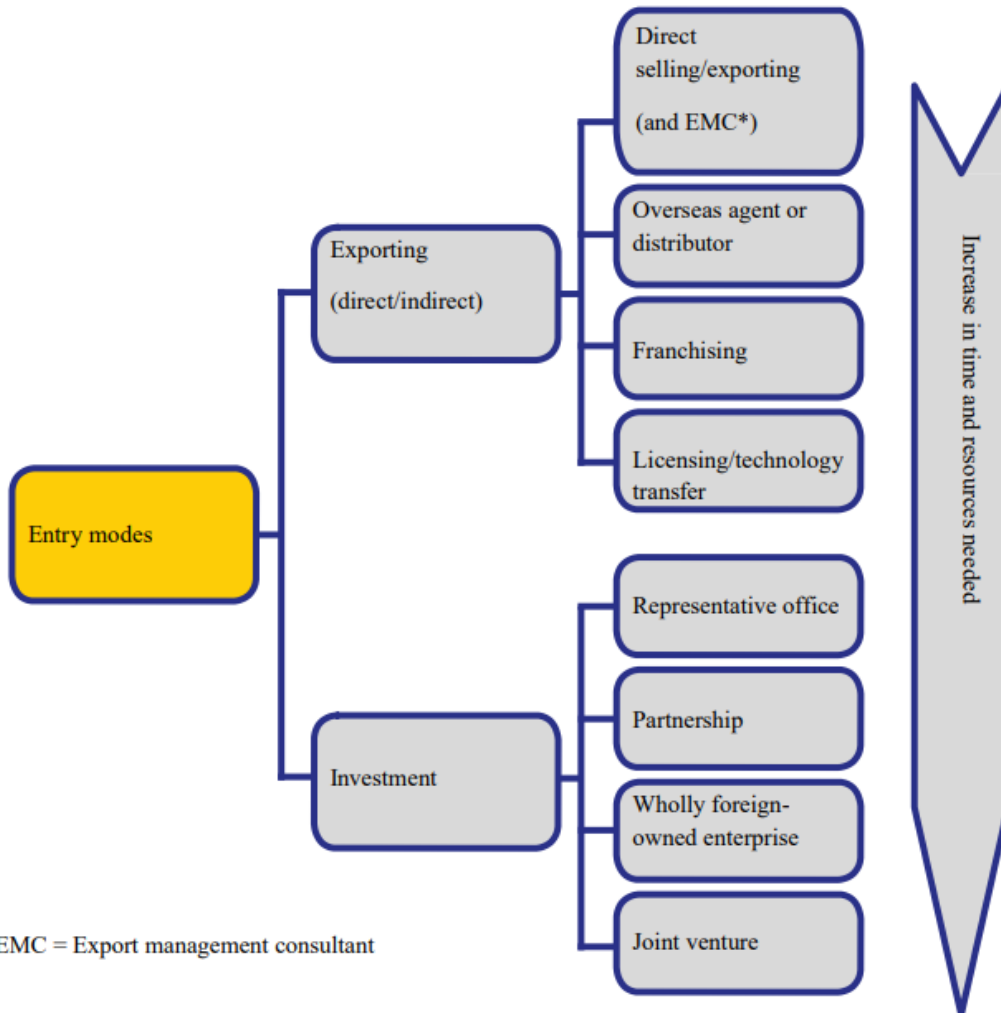 Entry modes
Exporting
(direct/indirect)
Direct
selling/exporting
(and EMC*)
Overseas agent or
distributor
Franchising
Licensing/technology
transfer
Investment
Representative office
Partnership
Wholly foreign-
owned enterprise
Joint venture
Increase in time and resources needed
EMC = Export management consultant